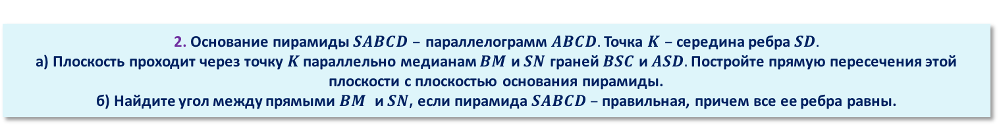 2. Основание пирамиды SABCD – параллелограмм ABCD. Точка K – середина ребра SD.
а) Плоскость проходит через точку K параллельно медианам BM и SN граней BSC и ASD. Постройте прямую пересечения этой
плоскости с плоскостью основания пирамиды.
б) Найдите угол между прямыми BM и SN, если пирамида SABCD – правильная, причем все ее ребра равны.